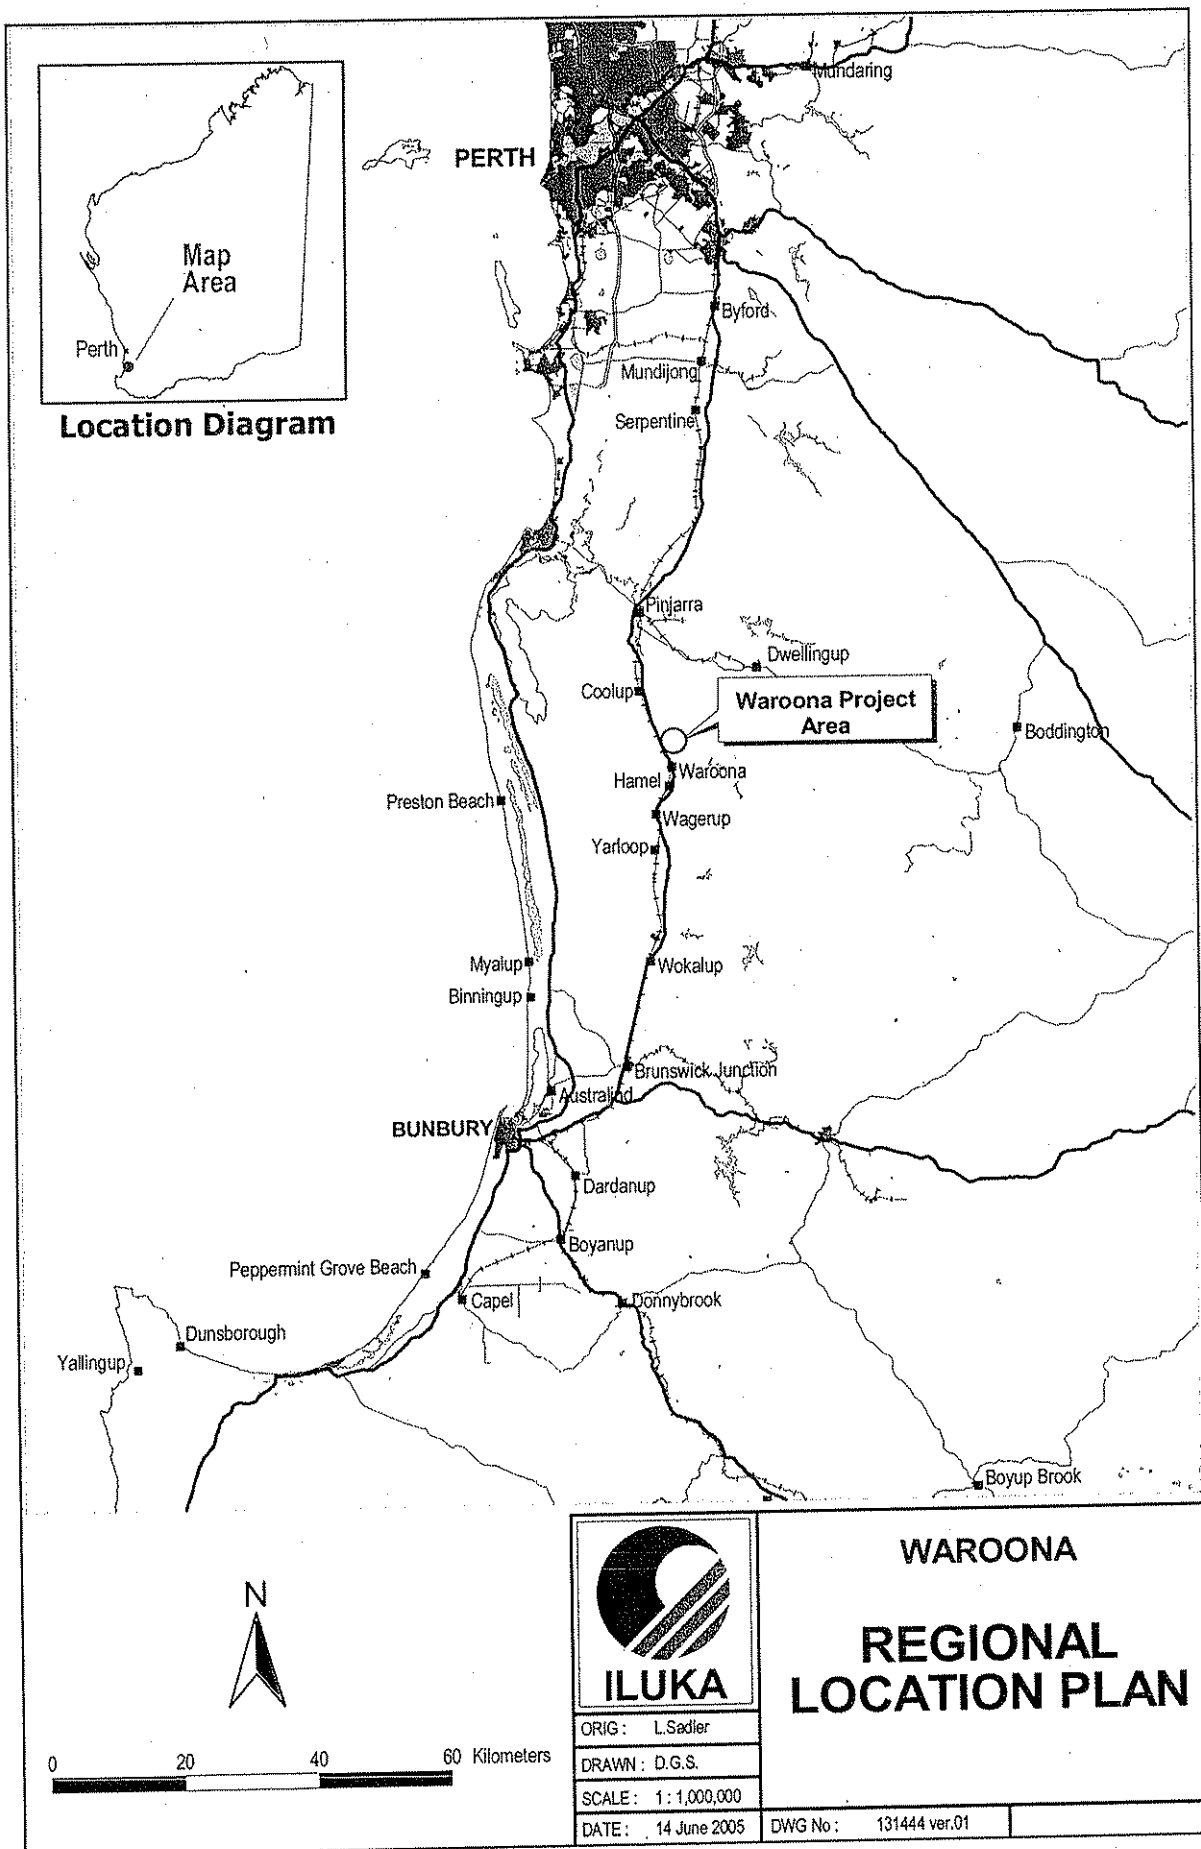 Mundaring
PERTH
Map
Area
Perth
Location Diagram
Byford
Mundijong
Serpentine
Pinjarra
Dwellingup
Coolup
Waroona Project
Area
Boddington
Waroona
Hamel
Preston Beach
Wagerup
Yarloop
Myalup
Wokalup
Binningup
Brunswick Junction
Australind
BUNBURY
Dardanup
Boyanup
Peppermint Grove Beach
Capel
Donnybrook
Dunsborough
Yallingup
Boyup Brook
N
0 20 40 60 Kilometers
ILUKA
ORIG : L.Sadler
DRAWN : D.G.S.
SCALE : 1 : 1,000,000
DATE : 14 June 2005
WAROONA
REGIONAL
LOCATION PLAN
DWG No : 131444 ver.01